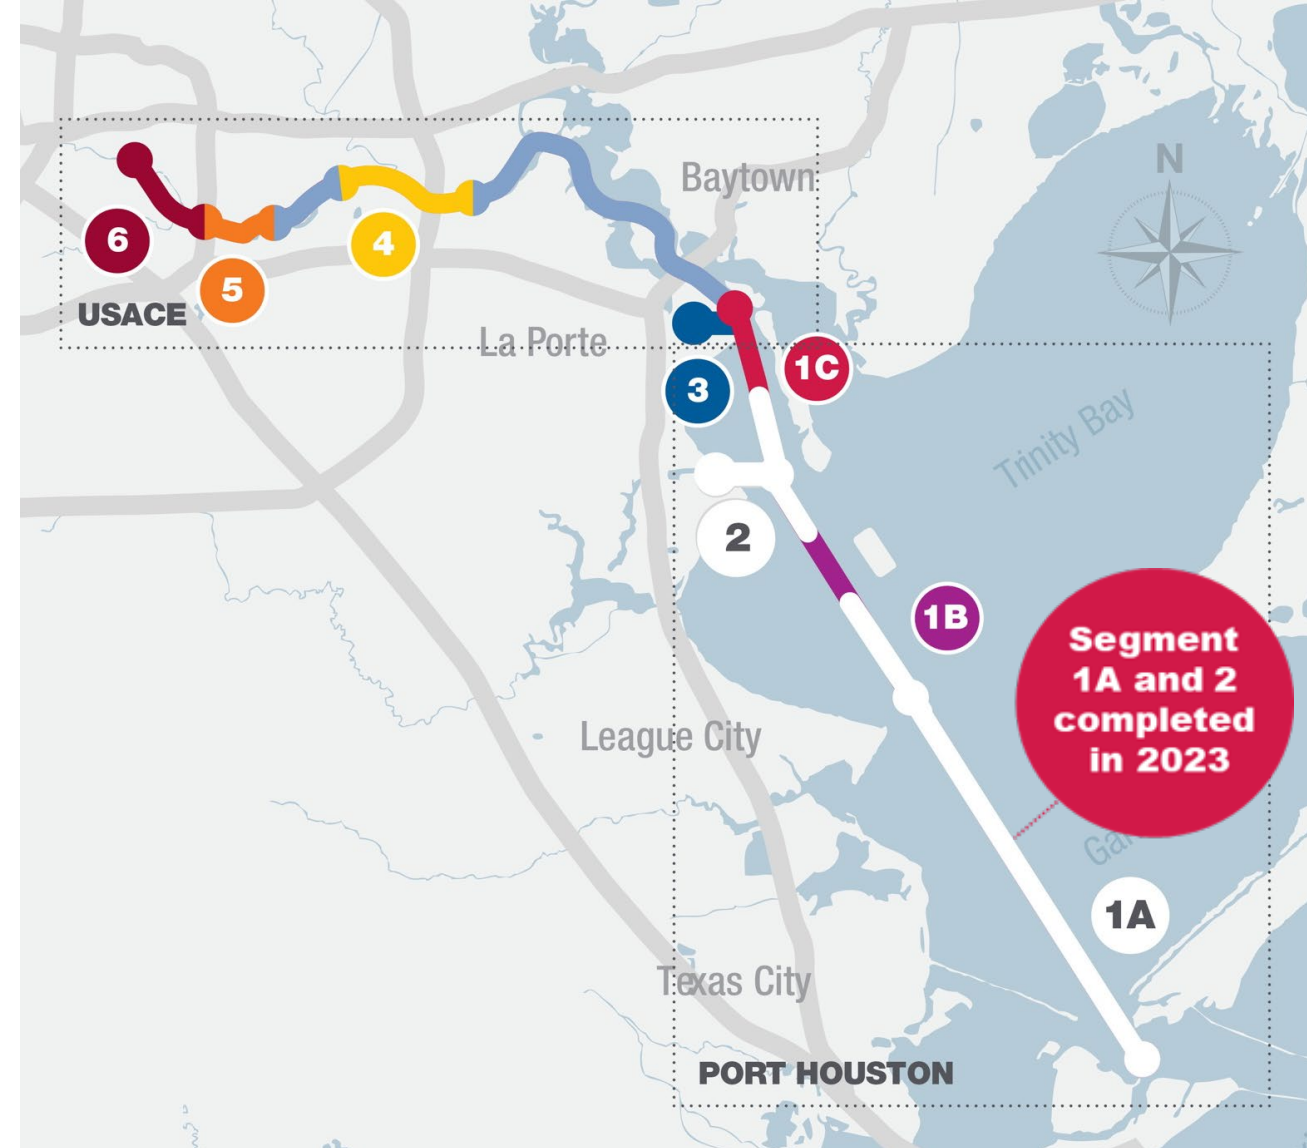 N
Baytown
6
4
5
USACE
La Porte
1C
3
Trinity Bay
2
1B
Segment
1A and 2
completed
in 2023
League City
1A
Texas City
PORT HOUSTON